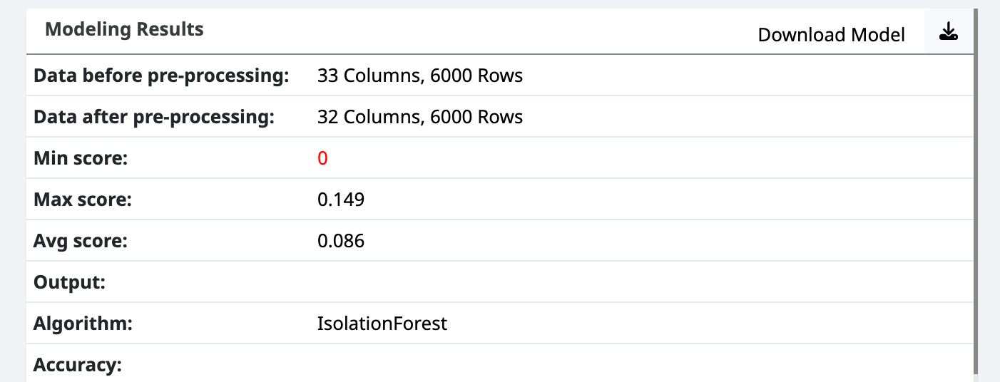 Modeling Results
Download Model
Data before pre-processing: 33 Columns, 6000 Rows
Data after pre-processing: 32 Columns, 6000 Rows
Min score: 0
Max score: 0.149
Avg score: 0.086
Output:
Algorithm: IsolationForest
Accuracy: